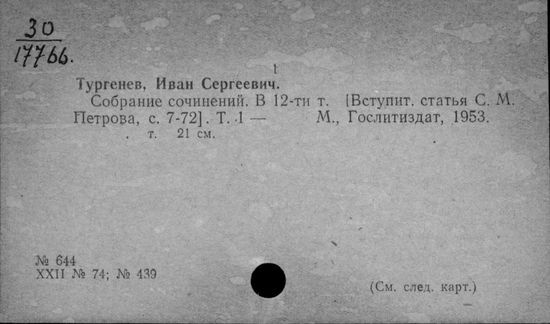 30
17766.
1
Тургенев, Иван Сергеевич.
Собрание сочинений. В 12-ти т. [Вступит. статья С. М.
Петрова, с. 7-72]. Т. 1 — М., Гослитиздат, 1953.
т. 21 см.
№ 644
XXII № 74; № 439
(См. след. карт.)